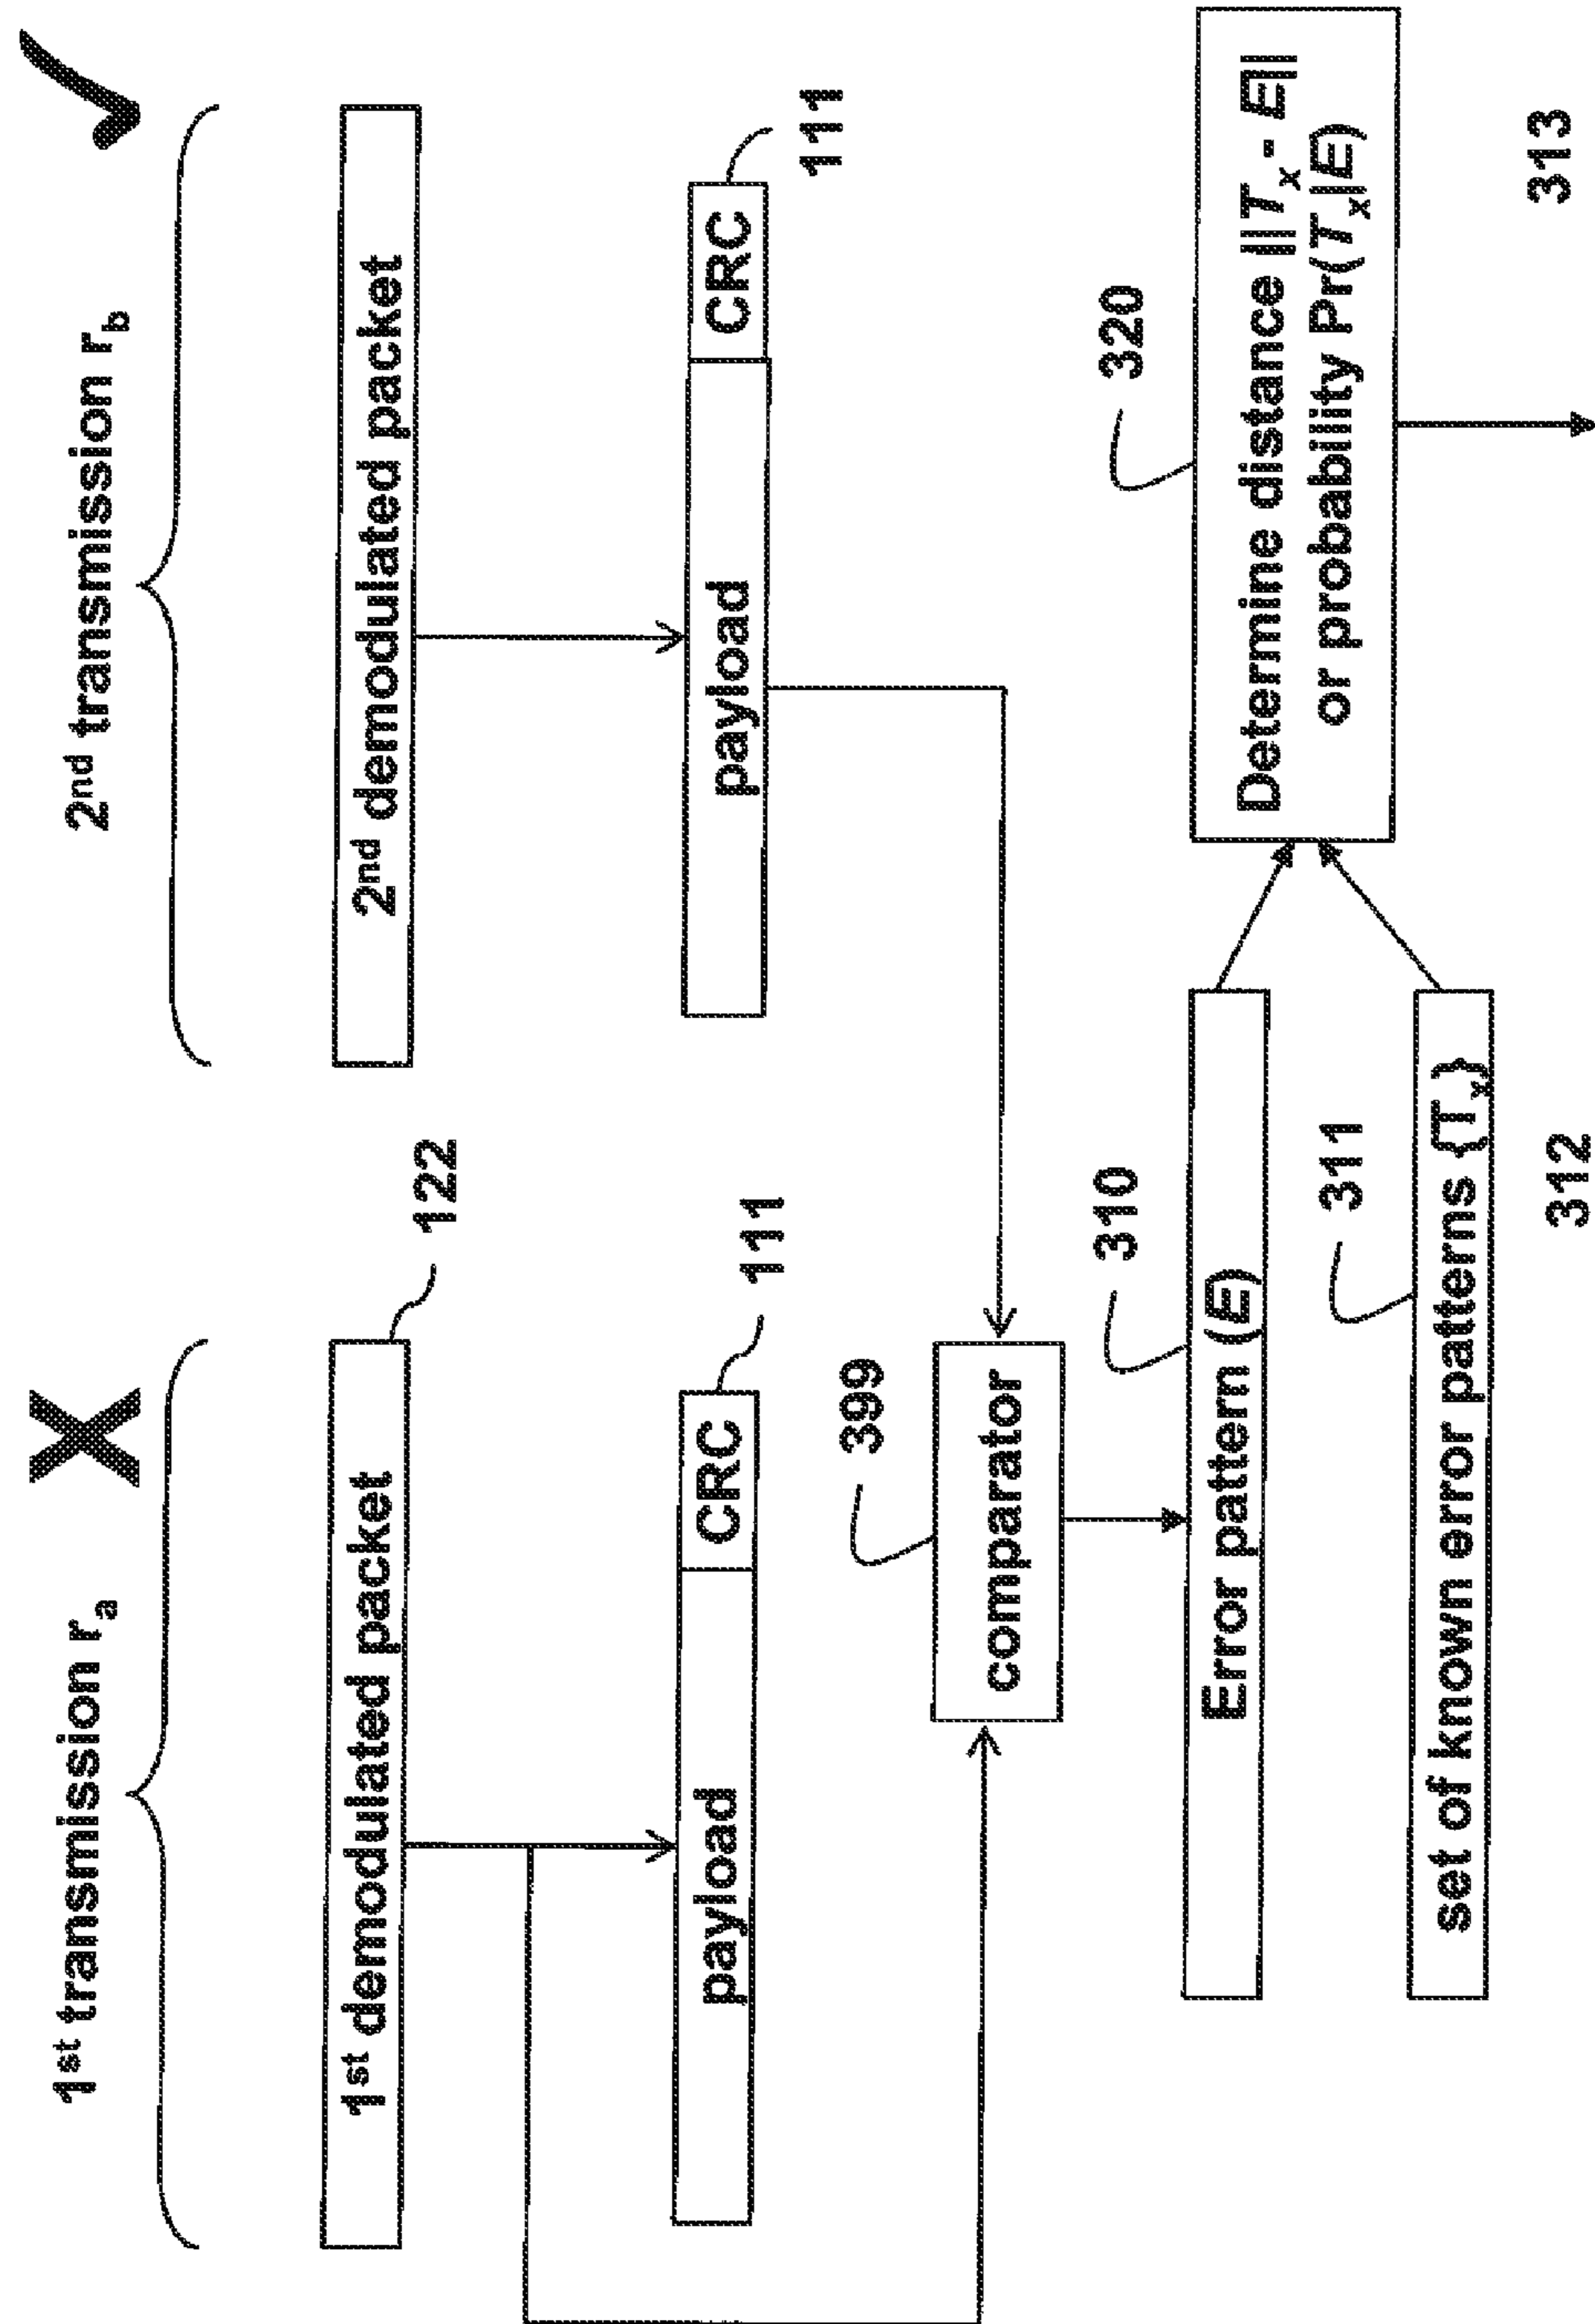 1st transmission ra
X
2nd transmission rb
✓
1st demodulated packet
122
2nd demodulated packet
payload
CRC
111
payload
CRC
111
399
comparator
310
Error pattern (E)
311
set of known error patterns {Tx}
312
320
Determine distance ||Tx - E||
or probability Pr(Tx|E)
313